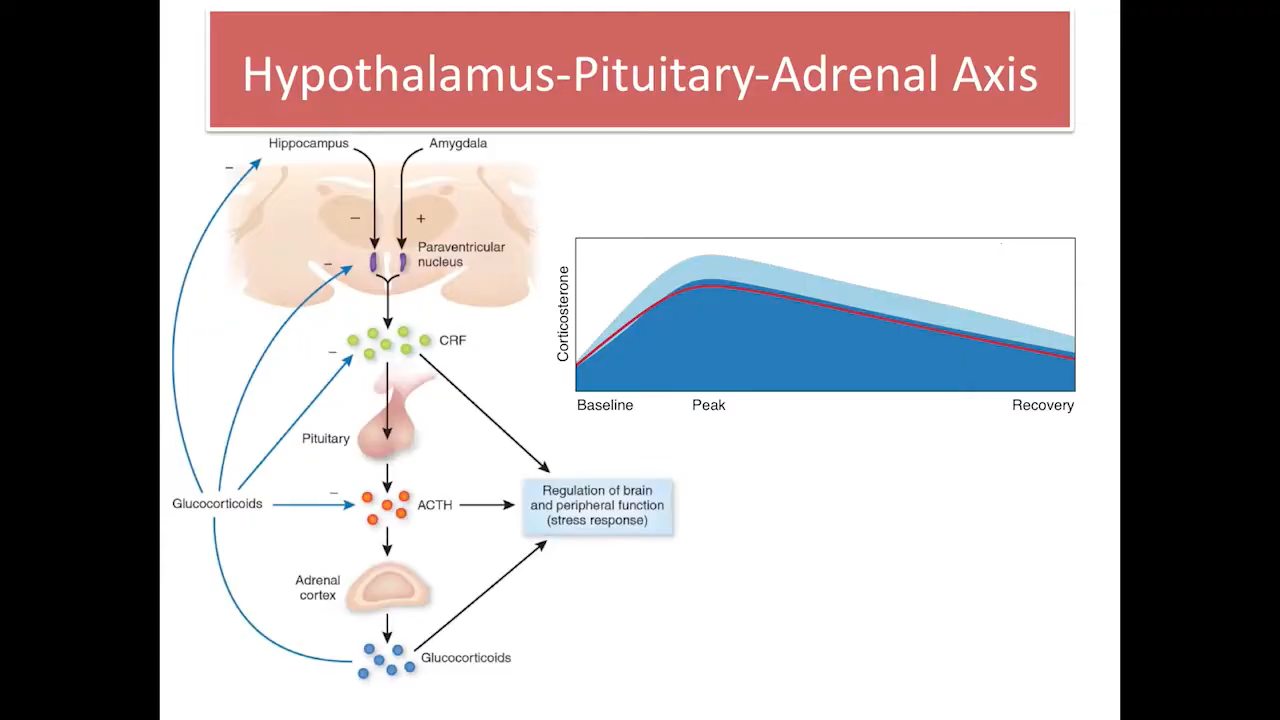 Hypothalamus-Pituitary-Adrenal Axis
Hippocampus
Amygdala
–
–
+
Paraventricular
nucleus
–
CRF
–
Pituitary
Glucocorticoids
–
ACTH
Regulation of brain
and peripheral function
(stress response)
Adrenal
cortex
Glucocorticoids
Corticosterone
Baseline
Peak
Recovery